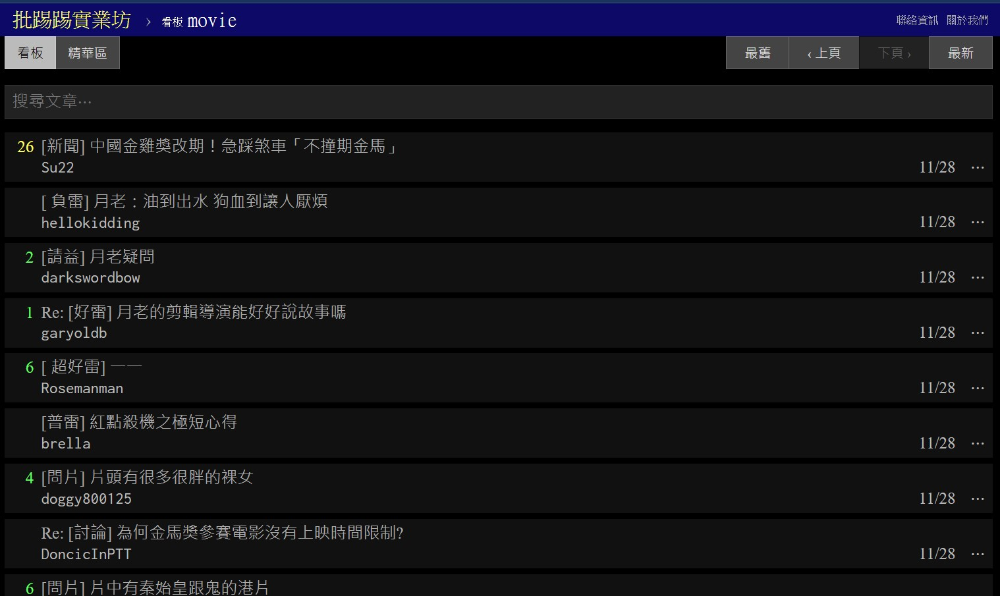 批踢踢實業坊 › 看板 movie 聯絡資訊 關於我們
看板 精華區 最舊 ‹ 上頁 下頁 › 最新
搜尋文章⋯
26 [新聞] 中國金雞獎改期！急踩煞車「不撞期金馬」
Su22 11/28 ⋯
[ 負雷] 月老：油到出水 狗血到讓人厭煩
hellokidding 11/28 ⋯
2 [請益] 月老疑問
darkswordbow 11/28 ⋯
1 Re: [好雷] 月老的剪輯導演能好好說故事嗎
garyoldb 11/28 ⋯
6 [ 超好雷] ——
Rosemanman 11/28 ⋯
[普雷] 紅點殺機之極短心得
brella 11/28 ⋯
4 [問片] 片頭有很多很胖的裸女
doggy800125 11/28 ⋯
Re: [討論] 為何金馬獎參賽電影沒有上映時間限制?
DoncicInPTT 11/28 ⋯
6 [問片] 片中有秦始皇跟鬼的港片